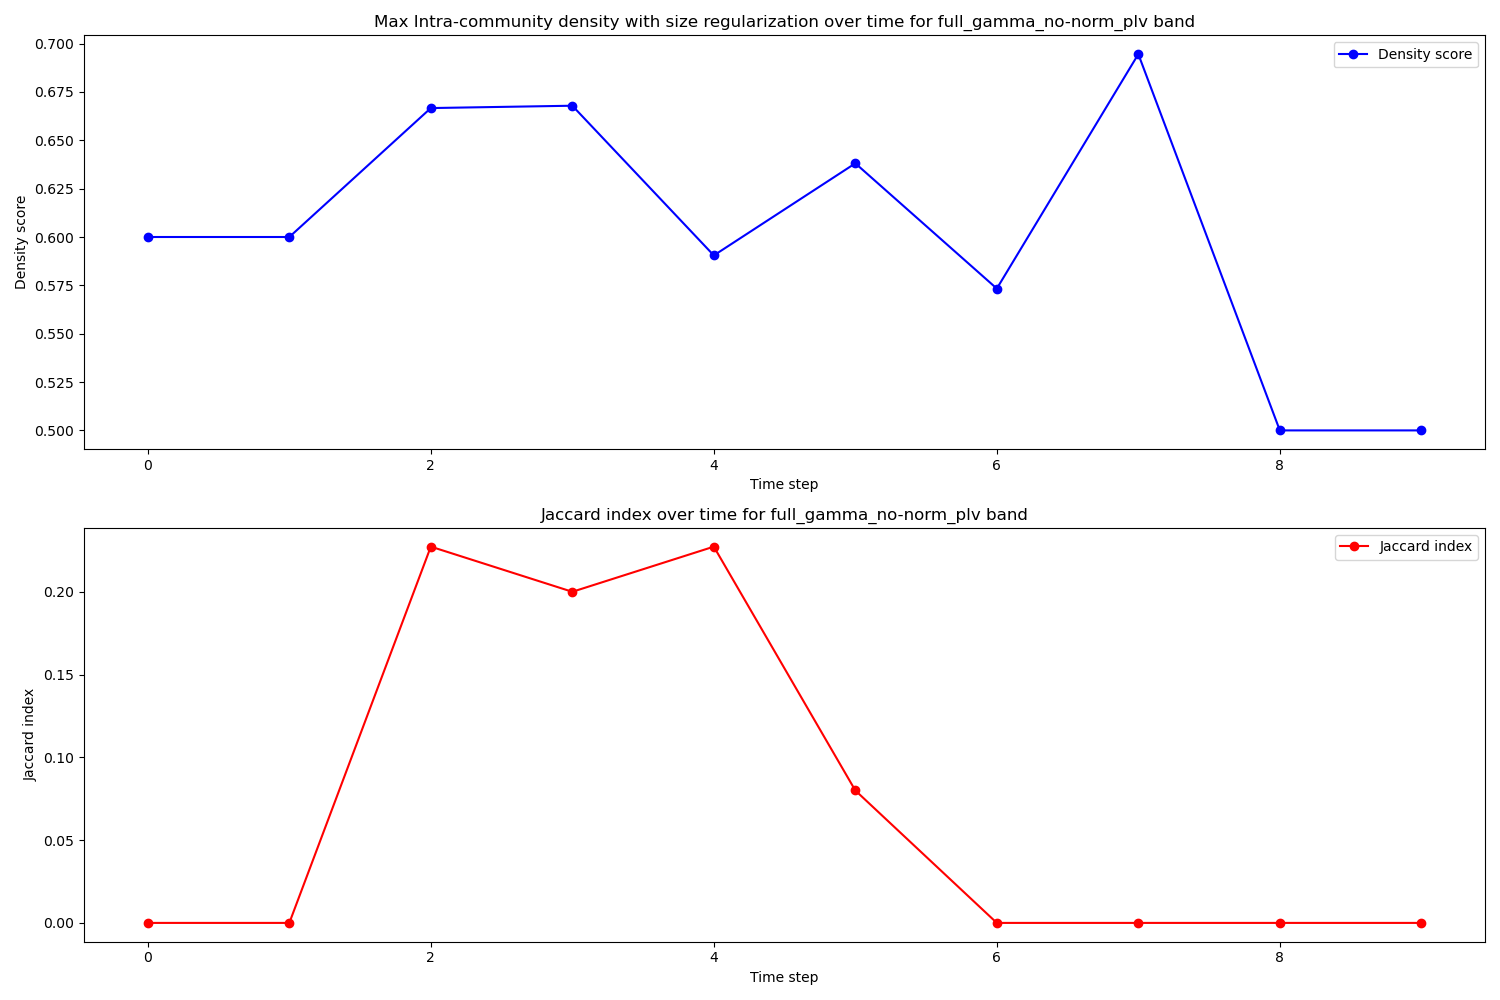 Max Intra-community density with size regularization over time for full_gamma_no-norm_plv band
Density score
0.700
0.675
0.650
0.625
0.600
0.575
0.550
0.525
0.500
Density score
0 2 4 6 8
Time step
Jaccard index over time for full_gamma_no-norm_plv band
Jaccard index
0.20
0.15
0.10
0.05
0.00
Jaccard index
0 2 4 6 8
Time step